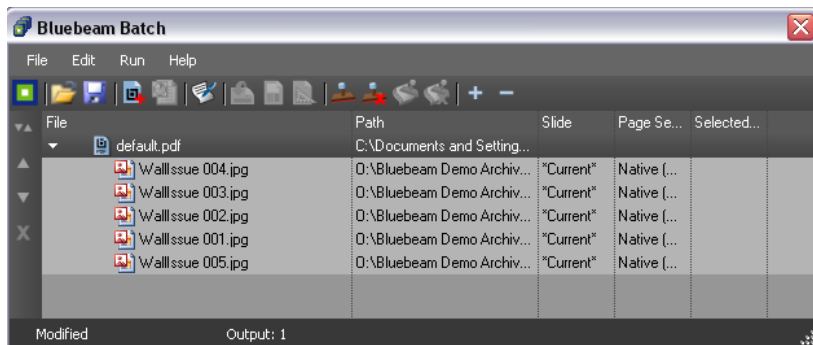 Bluebeam Batch
File Edit Run Help
File Path Slide Page Se... Selected...
default.pdf C:\Documents and Setting...
WallIssue 004.jpg O:\Bluebeam Demo Archiv... *Current* Native (...
WallIssue 003.jpg O:\Bluebeam Demo Archiv... *Current* Native (...
WallIssue 002.jpg O:\Bluebeam Demo Archiv... *Current* Native (...
WallIssue 001.jpg O:\Bluebeam Demo Archiv... *Current* Native (...
WallIssue 005.jpg O:\Bluebeam Demo Archiv... *Current* Native (...
Modified Output: 1